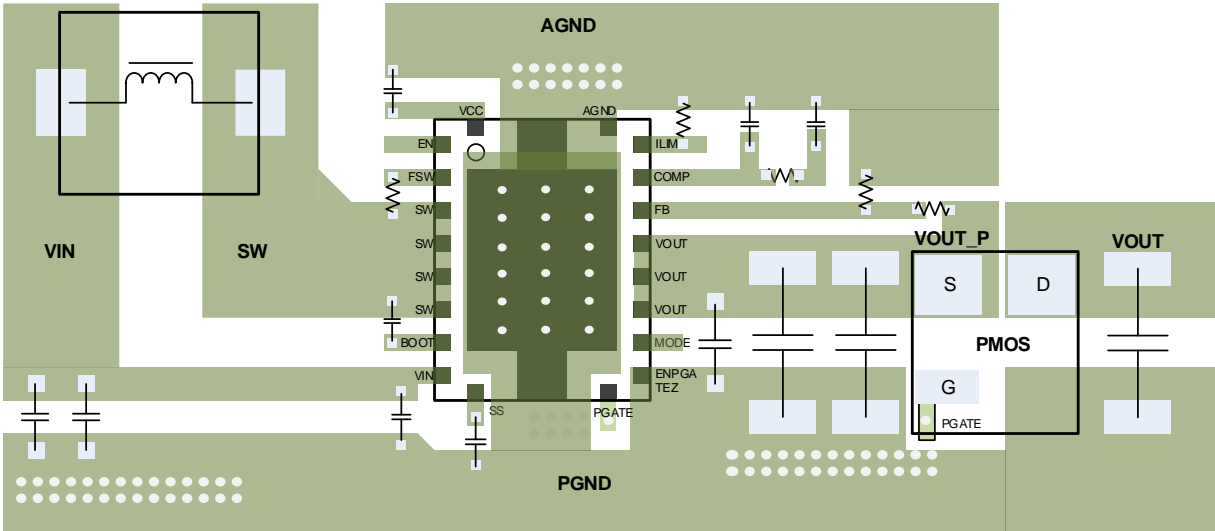 AGND
VCC
AGND
EN
ILIM
FSW
COMP
SW
FB
VIN
SW
SW
VOUT
VOUT_P
VOUT
SW
VOUT
S
D
SW
VOUT
BOOT
MODE
PMOS
VIN
ENPGA
TEZ
G
SS
PGATE
PGATE
PGND